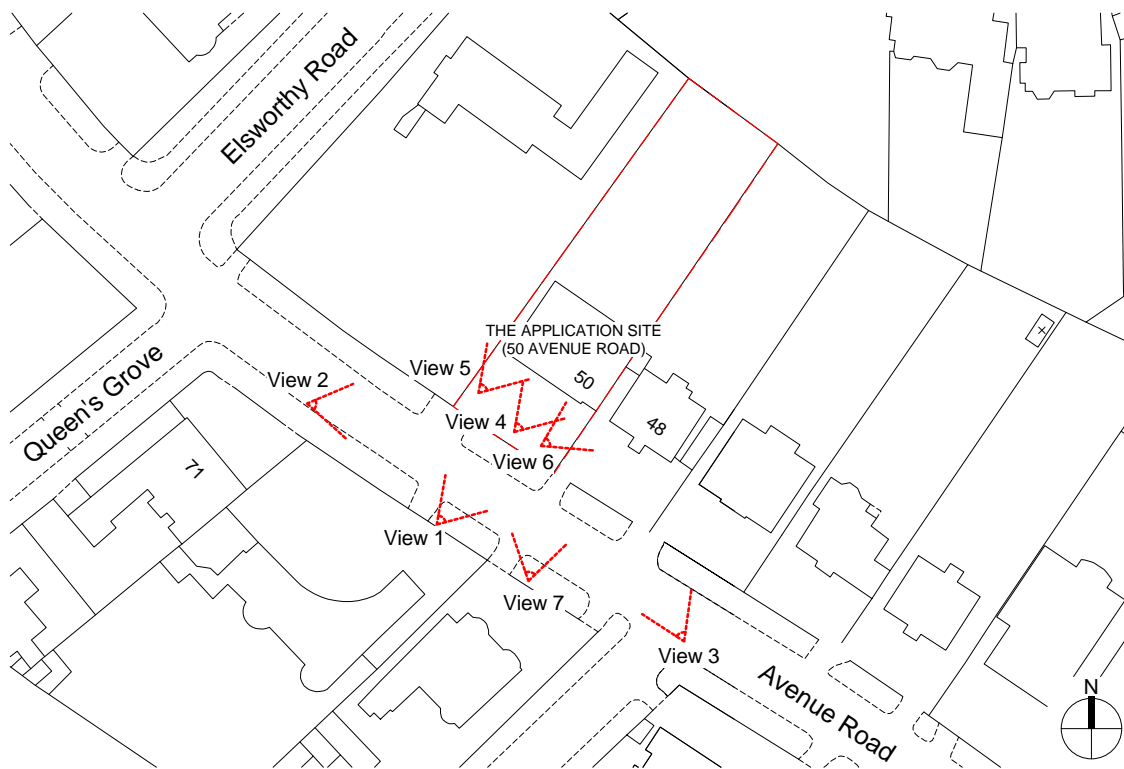 Elsworthy Road
THE APPLICATION SITE
(50 AVENUE ROAD)
View 5
50
View 2
View 4
48
Queen's Grove
View 6
71
View 1
View 7
View 3
Avenue Road
N